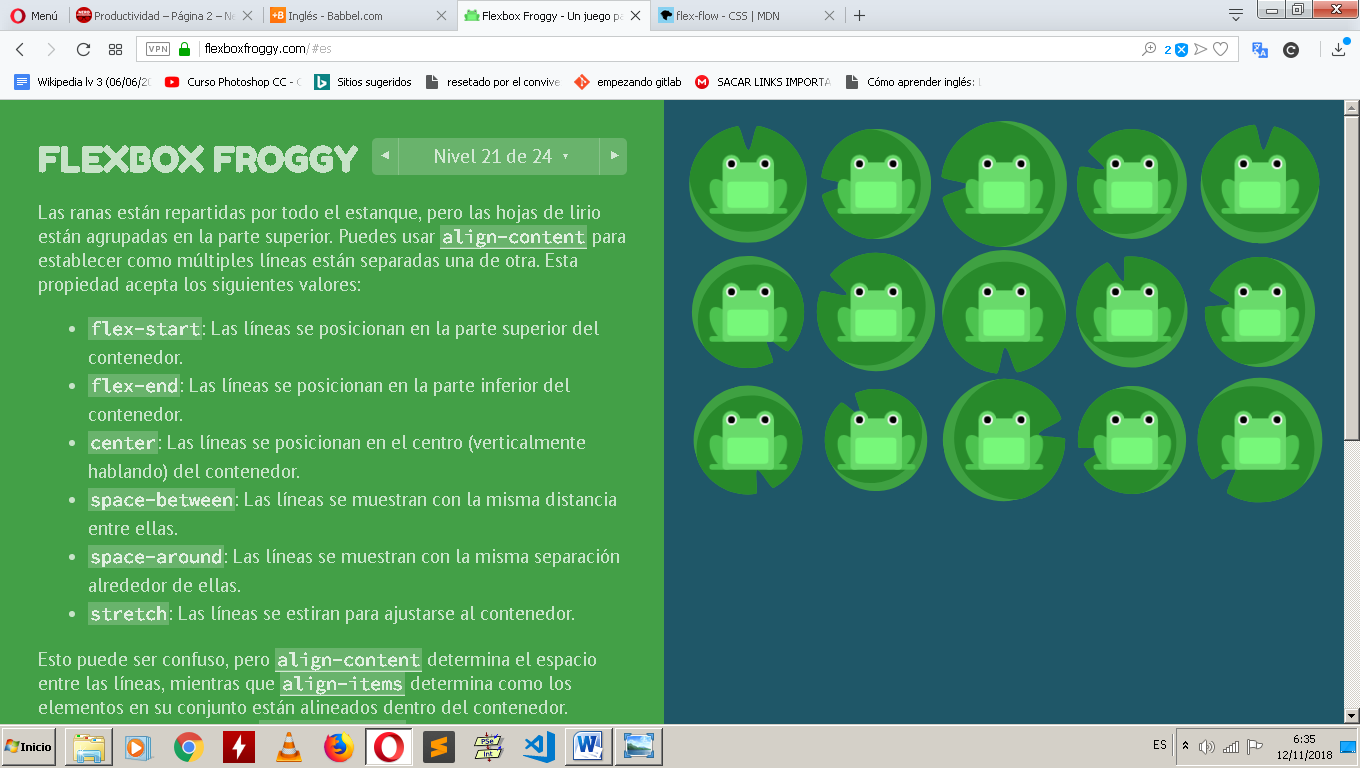 Menú
Productividad – Página 2 – Ne
Inglés - Babbel.com
Flexbox Froggy - Un juego pa
flex-flow - CSS | MDN
VPN
flexboxfroggy.com/#es
2
Wikipedia lv 3 (06/06/20
Curso Photoshop CC - C
Sitios sugeridos
resetado por el convive
empezando gitlab
SACAR LINKS IMPORTA
Cómo aprender inglés:
FLEXBOX FROGGY
Nivel 21 de 24
Las ranas están repartidas por todo el estanque, pero las hojas de lirio
están agrupadas en la parte superior. Puedes usar align-content para
establecer como múltiples líneas están separadas una de otra. Esta
propiedad acepta los siguientes valores:
• flex-start: Las líneas se posicionan en la parte superior del
contenedor.
• flex-end: Las líneas se posicionan en la parte inferior del
contenedor.
• center: Las líneas se posicionan en el centro (verticalmente
hablando) del contenedor.
• space-between: Las líneas se muestran con la misma distancia
entre ellas.
• space-around: Las líneas se muestran con la misma separación
alrededor de ellas.
• stretch: Las líneas se estiran para ajustarse al contenedor.
Esto puede ser confuso, pero align-content determina el espacio
entre las líneas, mientras que align-items determina como los
elementos en su conjunto están alineados dentro del contenedor.
Inicio
PSe
Int
ES
6:35
12/11/2018